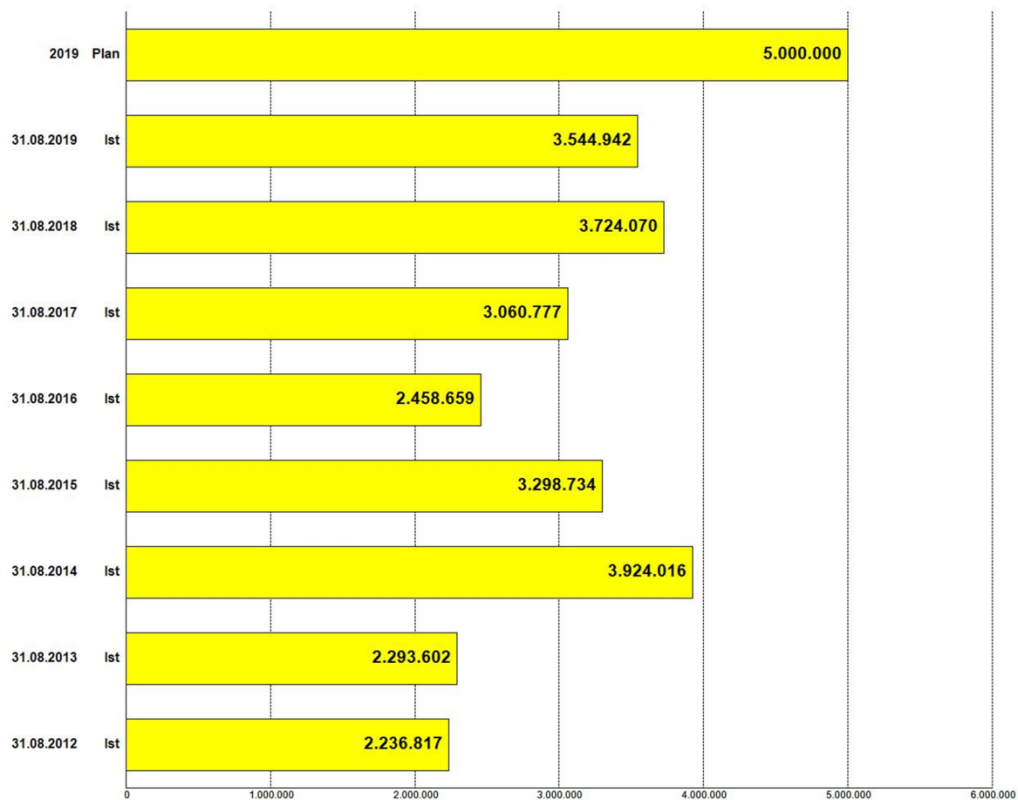 2019 Plan 5.000.000
31.08.2019 Ist 3.544.942
31.08.2018 Ist 3.724.070
31.08.2017 Ist 3.060.777
31.08.2016 Ist 2.458.659
31.08.2015 Ist 3.298.734
31.08.2014 Ist 3.924.016
31.08.2013 Ist 2.293.602
31.08.2012 Ist 2.236.817
0 1.000.000 2.000.000 3.000.000 4.000.000 5.000.000 6.000.000